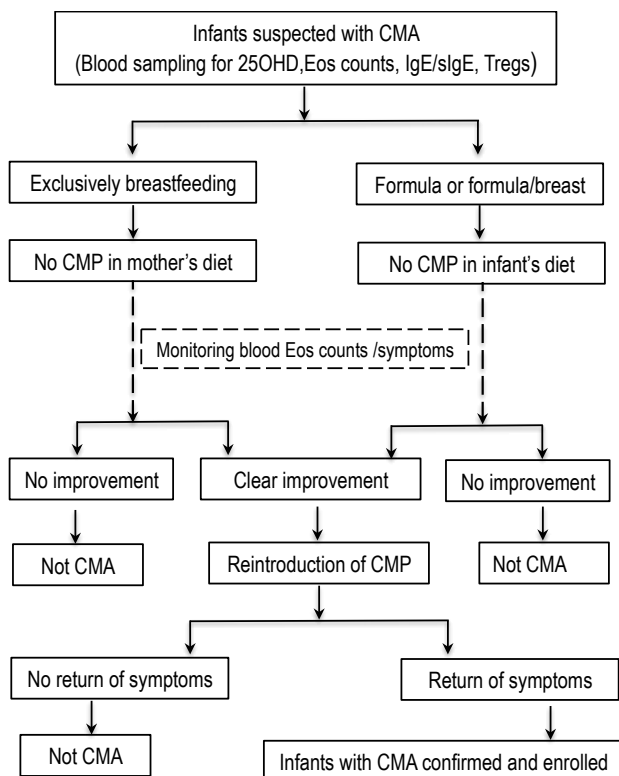 Infants suspected with CMA
(Blood sampling for 25OHD,Eos counts, IgE/sIgE, Tregs)
Exclusively breastfeeding
Formula or formula/breast
No CMP in mother's diet
No CMP in infant's diet
Monitoring blood Eos counts /symptoms
No improvement
Clear improvement
No improvement
Not CMA
Reintroduction of CMP
Not CMA
No return of symptoms
Return of symptoms
Not CMA
Infants with CMA confirmed and enrolled